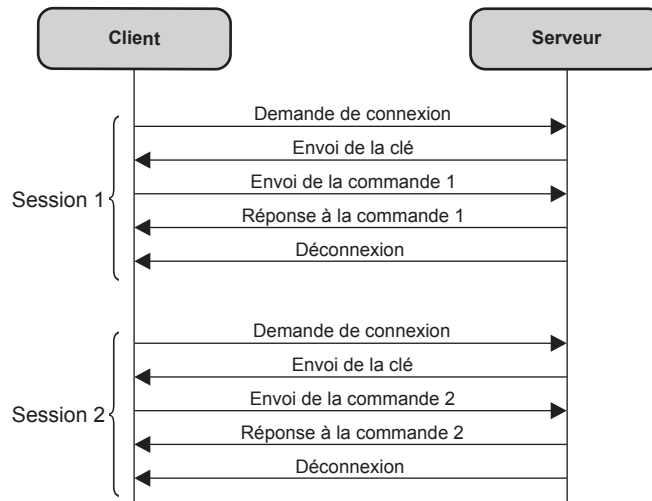 Client
Serveur
Demande de connexion
Envoi de la clé
Envoi de la commande 1
Session 1
Réponse à la commande 1
Déconnexion
Demande de connexion
Envoi de la clé
Envoi de la commande 2
Session 2
Réponse à la commande 2
Déconnexion